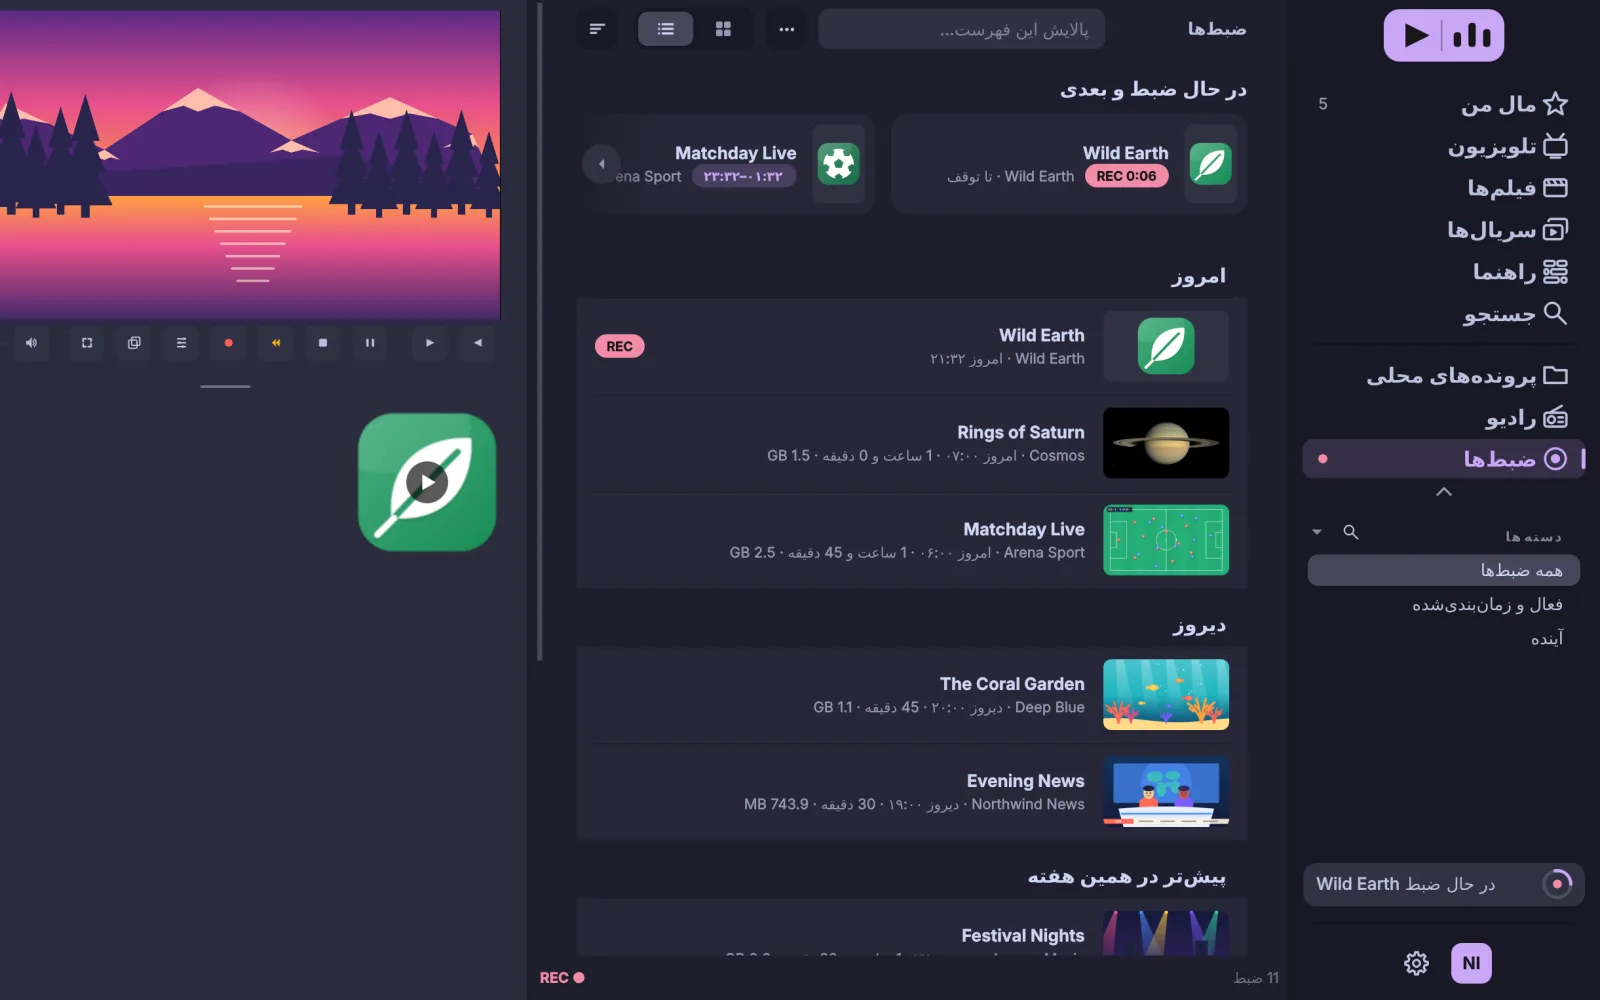 مال من
5
تلویزیون
فیلم‌ها
سریال‌ها
راهنما
جستجو
پرونده‌های محلی
رادیو
ضبط‌ها
دسته ها
همه ضبط‌ها
فعال و زمان‌بندی‌شده
آینده
در حال ضبط Wild Earth
NI
ضبط‌ها
پالایش این فهرست...
در حال ضبط و بعدی
Wild Earth
REC 0:06 Wild Earth · تا توقف
Matchday Live
۲۳:۳۲–۰۱:۳۲ ena Sport
امروز
Wild Earth
Wild Earth · امروز ۲۱:۳۲
REC
Rings of Saturn
Cosmos · امروز ۰۷:۰۰ · 1 ساعت و 0 دقیقه · 1.5 GB
Matchday Live
Arena Sport · امروز ۰۶:۰۰ · 1 ساعت و 45 دقیقه · 2.5 GB
دیروز
The Coral Garden
Deep Blue · دیروز ۲۰:۰۰ · 45 دقیقه · 1.1 GB
Evening News
Northwind News · دیروز ۱۹:۰۰ · 30 دقیقه · 743.9 MB
پیش‌تر در همین هفته
Festival Nights
11 ضبط
REC